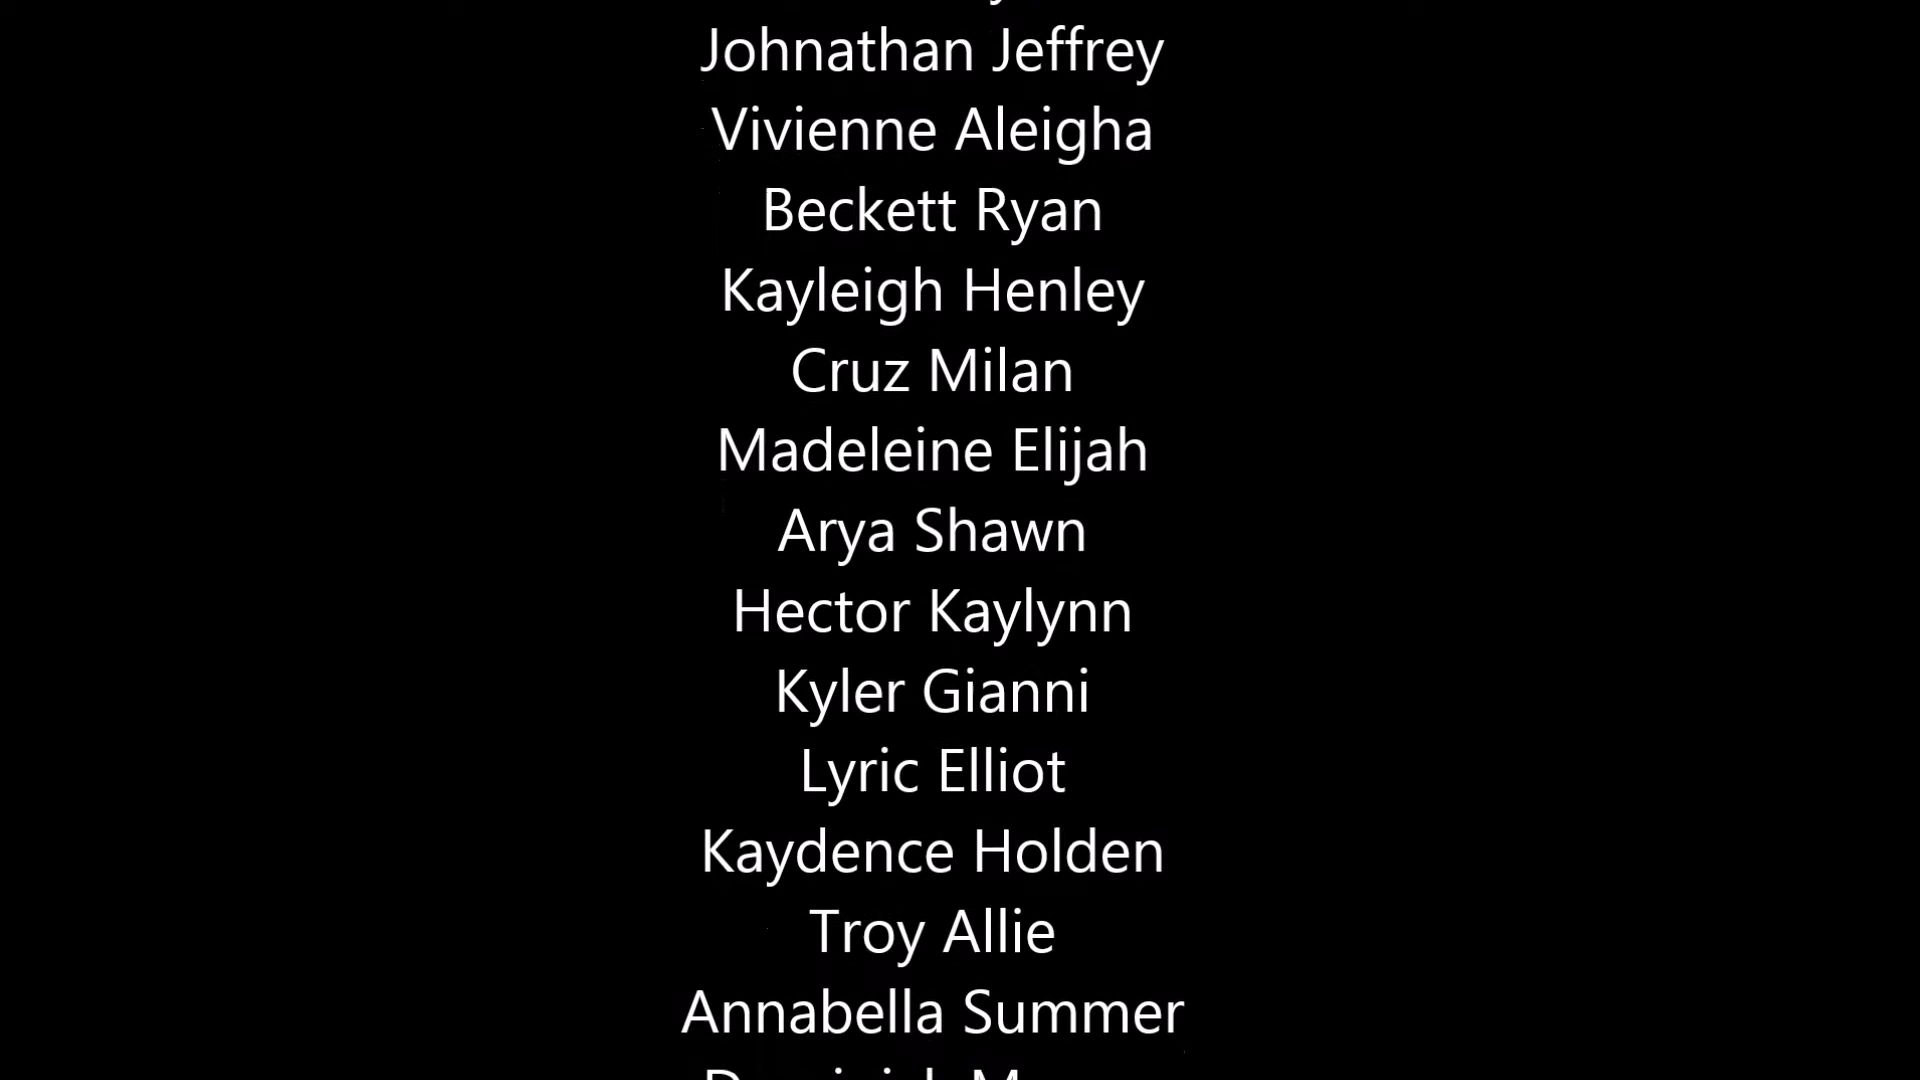 Johnathan Jeffrey
Vivienne Aleigha
Beckett Ryan
Kayleigh Henley
Cruz Milan
Madeleine Elijah
Arya Shawn
Hector Kaylynn
Kyler Gianni
Lyric Elliot
Kaydence Holden
Troy Allie
Annabella Summer